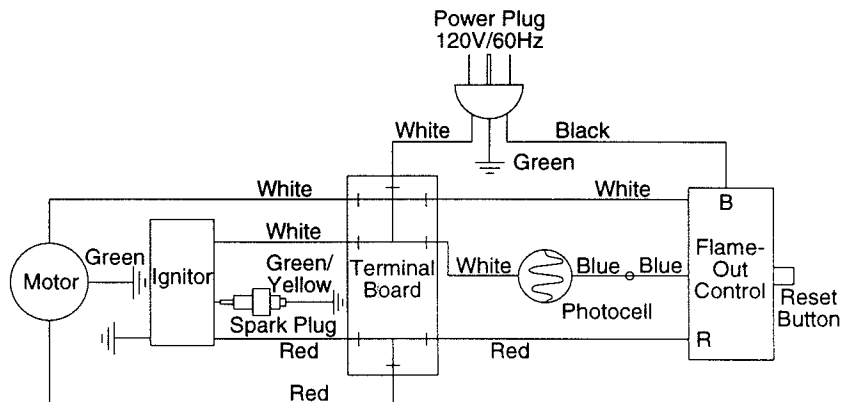 Power Plug
120V/60Hz
White
Black
Green
White
White
B
White
Green
Motor
Ignitor
Green/
Yellow
Terminal
Board
White
Blue
Blue
Flame-
Out
Control
Photocell
Reset
Button
Spark Plug
Red
Red
R
Red